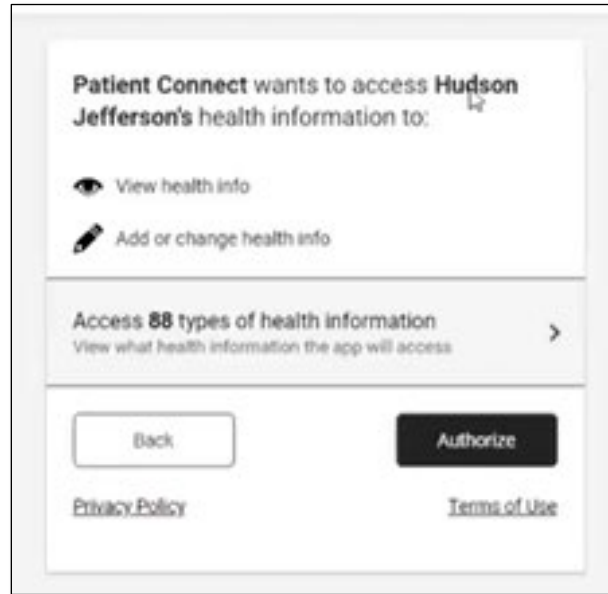 Patient Connect wants to access Hudson
Jefferson's health information to:
View health info
Add or change health info
Access 88 types of health information
View what health information the app will access
Back
Authorize
Privacy Policy
Terms of Use